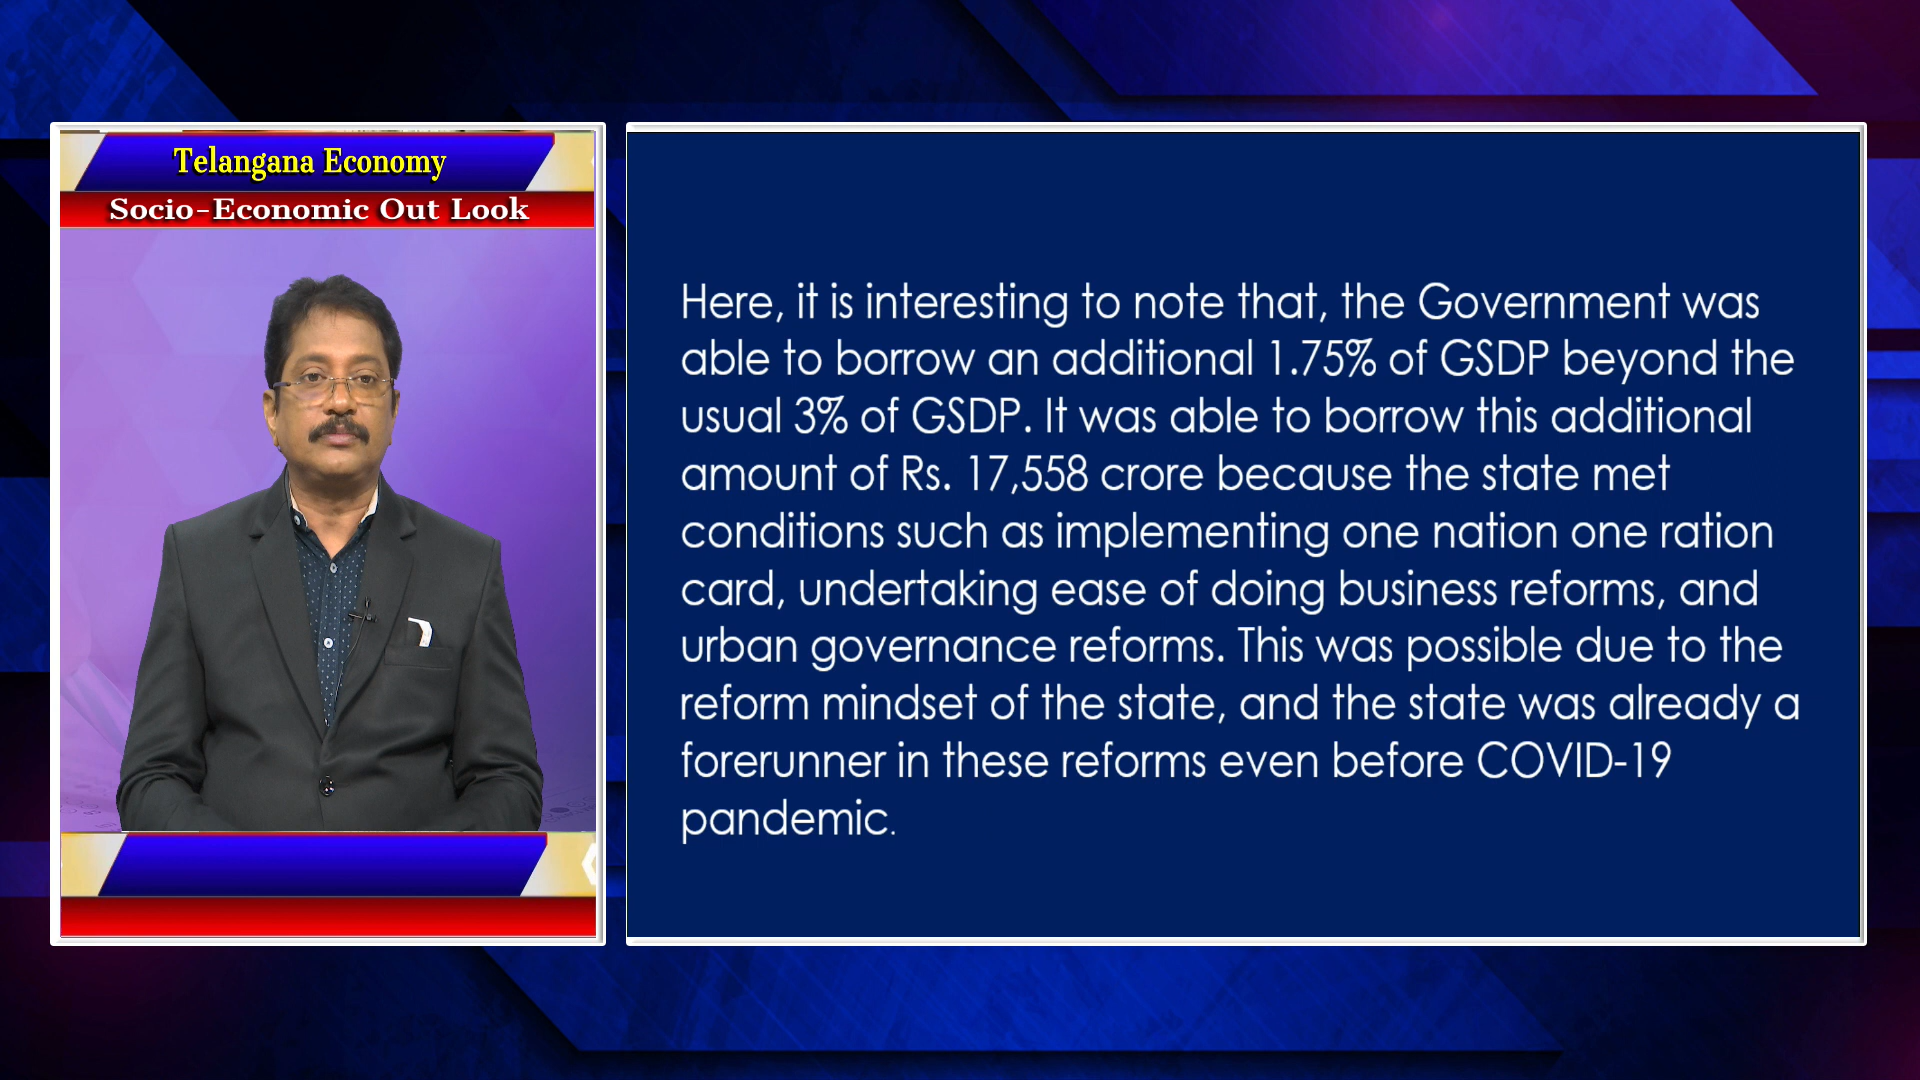 Telangana Economy
Socio-Economic Out Look
Here, it is interesting to note that, the Government was
able to borrow an additional 1.75% of GSDP beyond the
usual 3% of GSDP. It was able to borrow this additional
amount of Rs. 17,558 crore because the state met
conditions such as implementing one nation one ration
card, undertaking ease of doing business reforms, and
urban governance reforms. This was possible due to the
reform mindset of the state, and the state was already a
forerunner in these reforms even before COVID-19
pandemic.